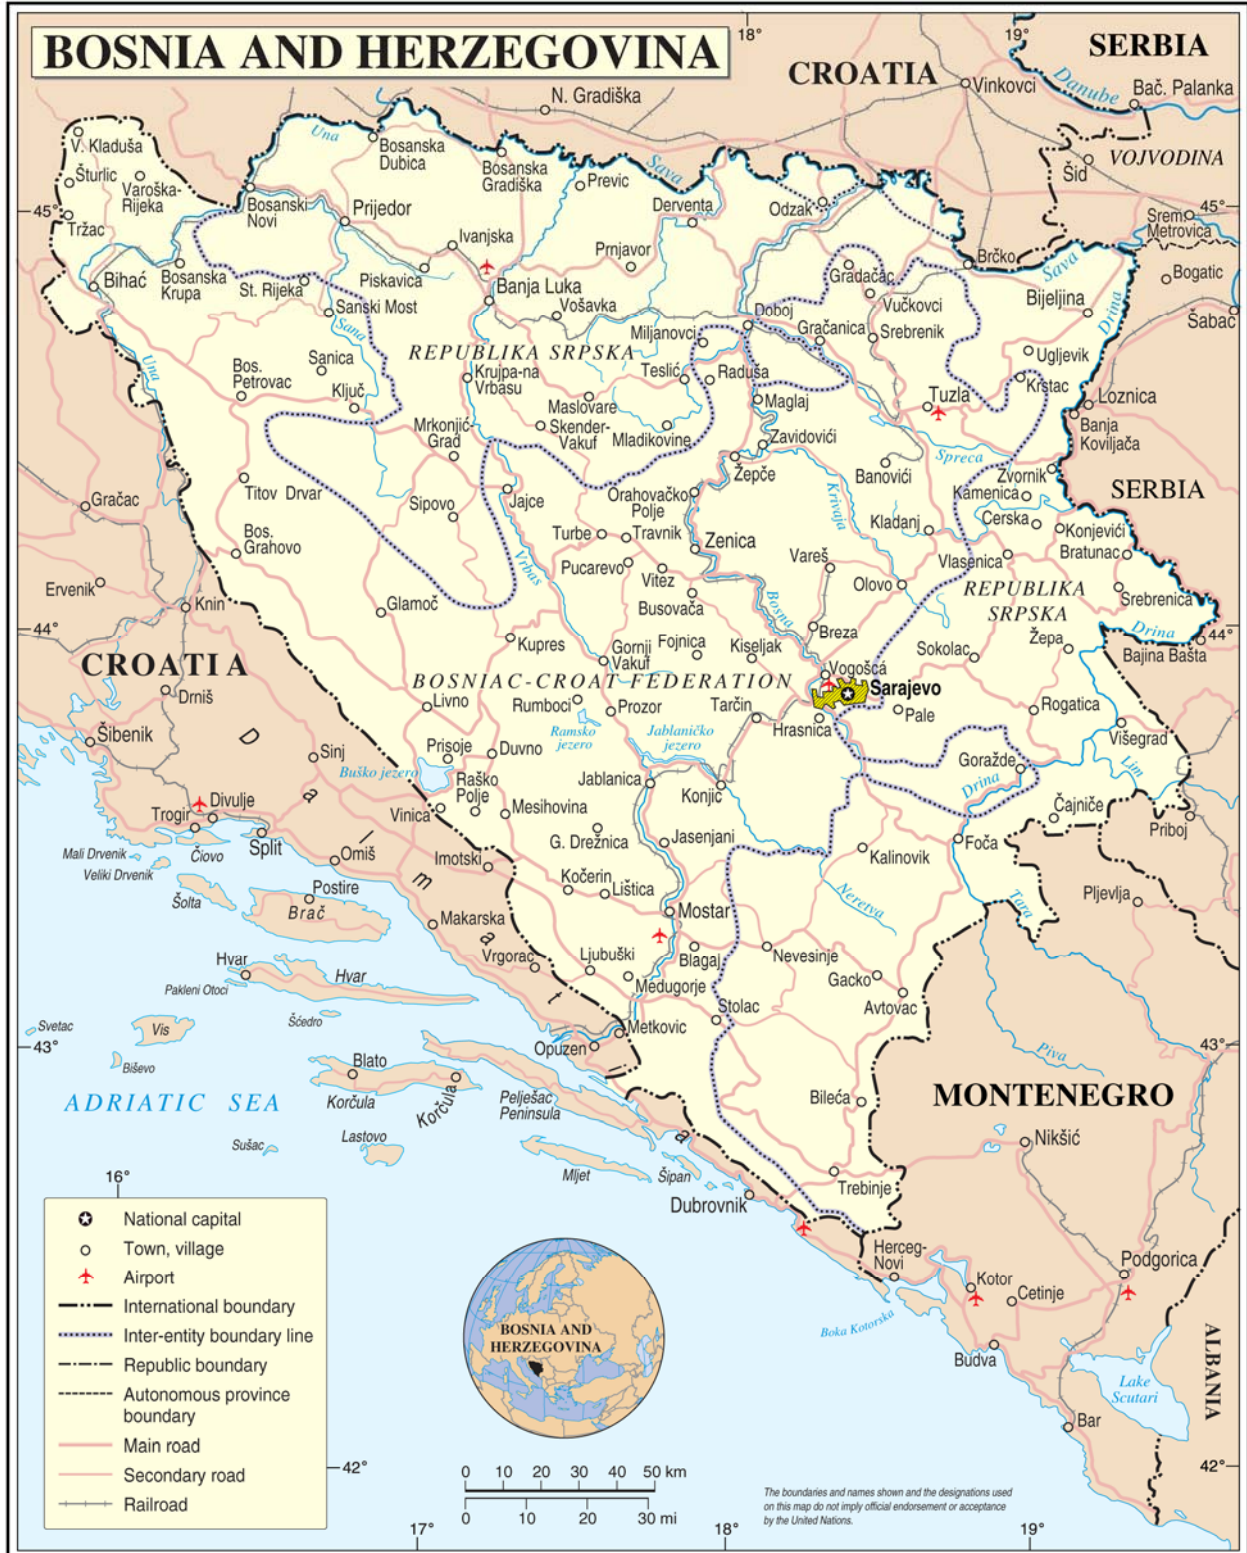 BOSNIA AND HERZEGOVINA
18°
19°
SERBIA
CROATIA
Vinkovci
Danube
Bač. Palanka
N. Gradiška
Una
Bosanska
Dubica
V. Kladuša
Bosanska
Gradiška
Sava
Šid
VOJVODINA
Šturlic
Varoška-
Rijeka
Previc
Bosanski
Novi
Prijedor
Derventa
Odzak
45°
45°
Srem.
Metrovica
Tržac
Ivanjska
Prnjavor
Brčko
Sava
Bihać
Bosanska
Krupa
St. Rijeka
Piskavica
Banja Luka
Gradačac
Bogatic
Sanski Most
Vošavka
Doboj
Vučkovci
Bijeljina
Drina
Šabac
Sana
Miljanovci
Gračanica
Srebrenik
Una
REPUBLIKA SRPSKA
Ugljevik
Bos.
Petrovac
Sanica
Ključ
Krujpa-na
Vrbasu
Teslić
Raduša
Krstac
Maslovare
Maglaj
Tuzla
Loznica
Mrkonjić-
Grad
Skender-
Vakuf
Mladikovine
Zavidovići
Banja
Koviljača
Spreca
Žepče
Banovići
Zvornik
Titov Drvar
Jajce
Orahovačko
Polje
Krivaja
Kamenica
SERBIA
Gračac
Sipovo
Kladanj
Cerska
Konjevići
Bos.
Grahovo
Turbe
Travnik
Zenica
Vareš
Vlasenica
Bratunac
Vrbas
Pucarevo
Vitez
Olovo
Ervenik
Busovača
Bosna
REPUBLIKA
SRPSKA
Srebrenica
Knin
Glamoč
44°
44°
Breza
Drina
Kupres
Gornji
Vakuf
Fojnica
Kiseljak
Sokolac
Žepa
Bajina Bašta
CROATIA
Vogošća
BOSNIAC-CROAT FEDERATION
Sarajevo
Drniš
Livno
Rumboci
Prozor
Tarčin
Hrasnica
Pale
Rogatica
Šibenik
Ramsko
jezero
Jablaničko
jezero
Višegrad
Sinj
Prisoje
Duvno
Goražde
Lim
Buško jezero
Raško
Polje
Jablanica
Konjic
Drina
Divulje
Vinica
Mesihovina
Čajniče
Trogir
Priboj
Split
G. Drežnica
Jasenjani
Foča
Mali Drvenik
Čiovo
Omiš
Imotski
Kalinovik
Veliki Drvenik
Kočerin
Lištica
Postire
Šolta
Brač
Neretva
Tara
Pljevlja
Makarska
Mostar
Dalmatia
Vrgorac
Ljubuški
Blagaj
Nevesinje
Hvar
Hvar
Medugorje
Gacko
Pakleni Otoci
Avtovac
Stolac
Šćedro
Svetac
Vis
Metkovic
43°
43°
Opuzen
Blato
Piva
Biševo
ADRIATIC SEA
Korčula
Korčula
Pelješac
Peninsula
Bileća
MONTENEGRO
Sušac
Lastovo
Nikšić
Mljet
Šipan
16°
Trebinje
Dubrovnik
National capital
Town, village
Airport
International boundary
Inter-entity boundary line
Republic boundary
Autonomous province
boundary
Main road
Secondary road
Railroad
Herceg-
Novi
Podgorica
Kotor
Cetinje
Boka Kotorska
BOSNIA AND
HERZEGOVINA
Budva
ALBANIA
Lake
Scutari
Bar
42°
42°
0 10 20 30 40 50 km
0 10 20 30 mi
The boundaries and names shown and the designations used
on this map do not imply official endorsement or acceptance
by the United Nations.
17°
18°
19°